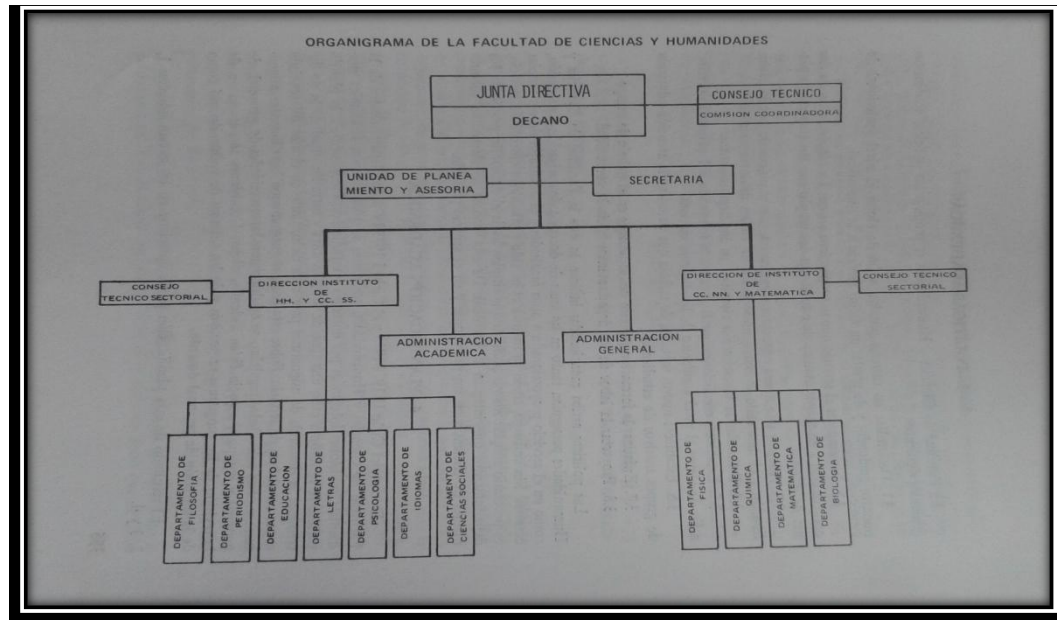 ORGANIGRAMA DE LA FACULTAD DE CIENCIAS Y HUMANIDADES
JUNTA DIRECTIVA
DECANO
CONSEJO TECNICO
COMISION COORDINADORA
UNIDAD DE PLANEA
MIENTO Y ASESORIA
SECRETARIA
CONSEJO
TECNICO SECTORIAL
DIRECCION INSTITUTO
DE
HH. Y CC. SS.
DIRECCION DE INSTITUTO
DE
CC. NN. Y MATEMATICA
CONSEJO TECNICO
SECTORIAL
ADMINISTRACION
ACADEMICA
ADMINISTRACION
GENERAL
DEPARTAMENTO DE
FILOSOFIA
DEPARTAMENTO DE
PERIODISMO
DEPARTAMENTO DE
EDUCACION
DEPARTAMENTO DE
LETRAS
DEPARTAMENTO DE
PSICOLOGIA
DEPARTAMENTO DE
IDIOMAS
DEPARTAMENTO DE
CIENCIAS SOCIALES
DEPARTAMENTO DE
FISICA
DEPARTAMENTO DE
QUIMICA
DEPARTAMENTO DE
MATEMATICA
DEPARTAMENTO DE
BIOLOGIA